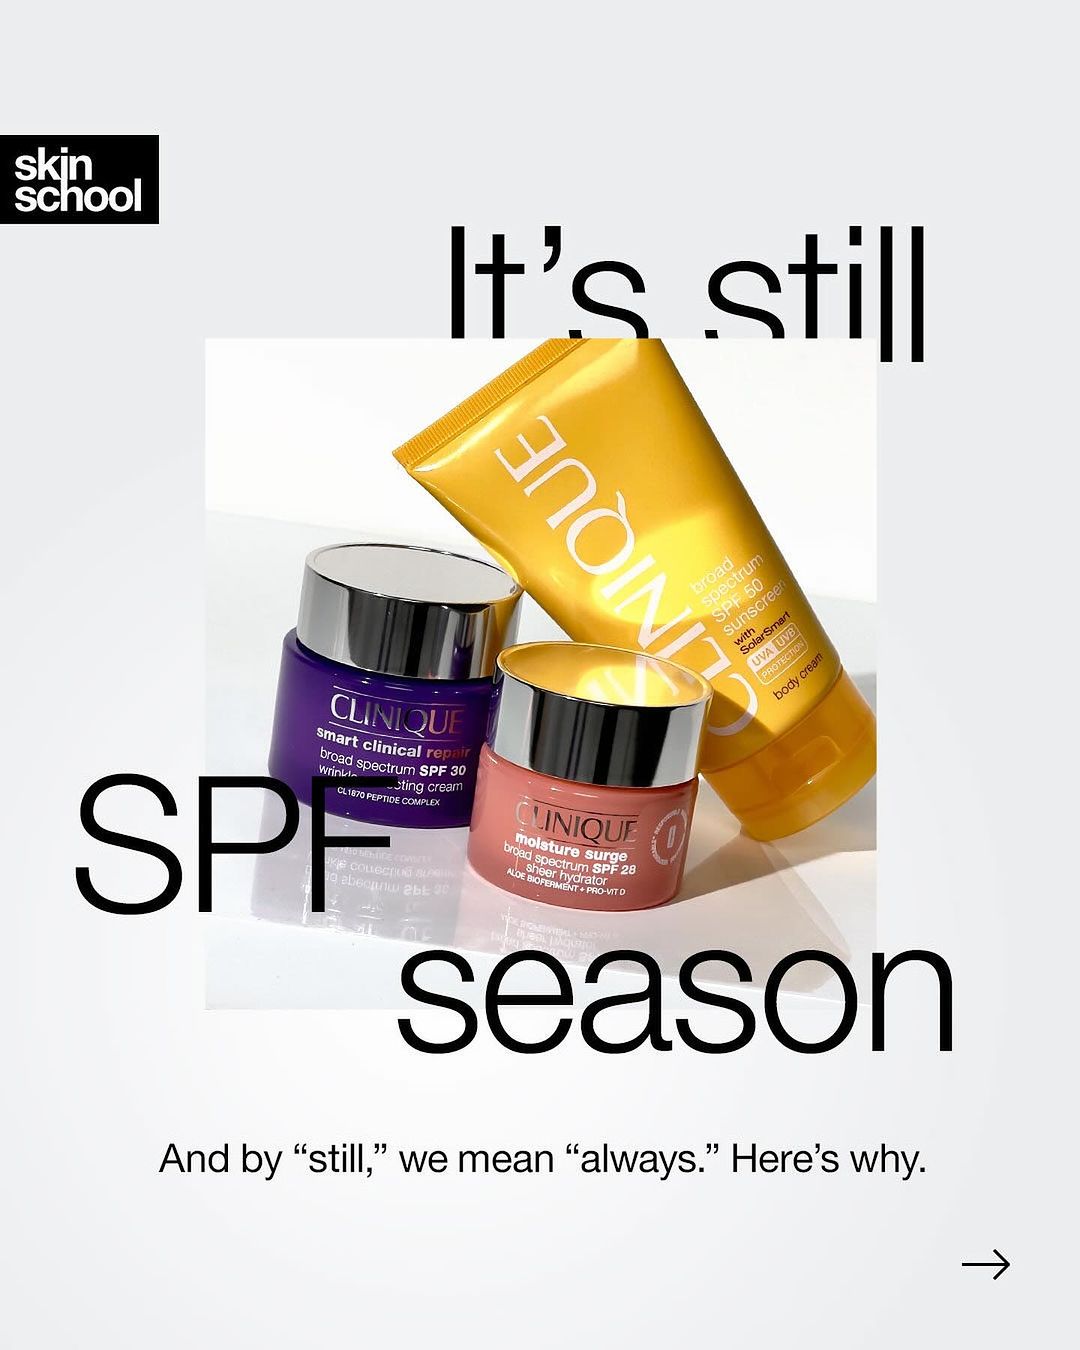 skin
school
It's still
CLINIQUE
broad
spectrum
SPF 50
sunscreen
with
SolarSmart
UVA UVB
PROTECTION
body cream
CLINIQUE
smart clinical repair
broad spectrum SPF 30
cream
CL1870 PEPTIDE COMPLEX
CLINIQUE
moisture surge
broad spectrum SPF 28
sheer hydrator
ALOE BIOFERMENT + PRO-VIT D
SPF
season
And by “still,” we mean “always.” Here’s why.